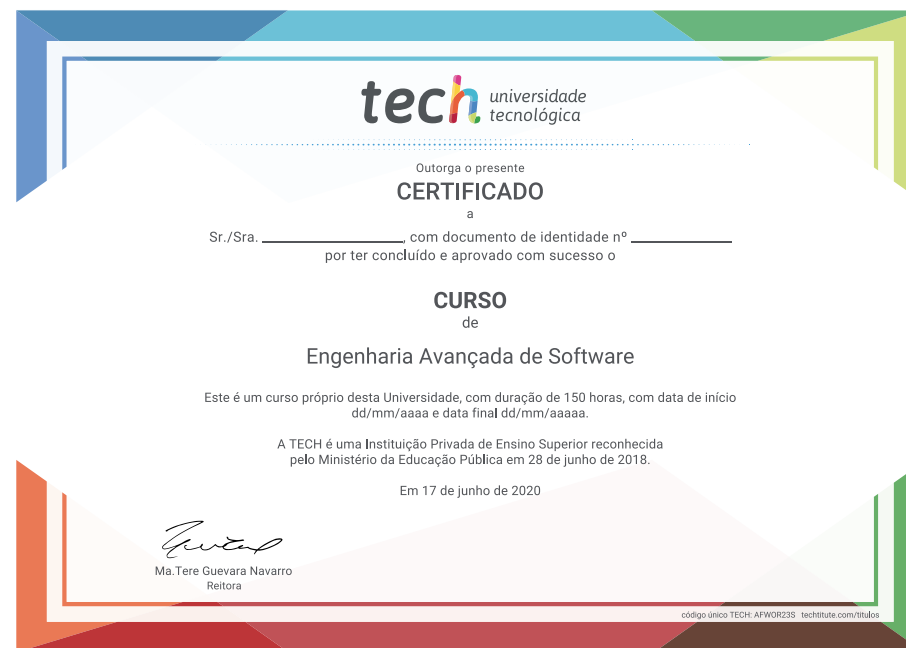 tech universidade
tecnológica
Outorga o presente
CERTIFICADO
a
Sr./Sra. ____________, com documento de identidade nº ____________
por ter concluído e aprovado com sucesso o
CURSO
de
Engenharia Avançada de Software
Este é um curso próprio desta Universidade, com duração de 150 horas, com data de início
dd/mm/aaaa e data final dd/mm/aaaaa.
A TECH é uma Instituição Privada de Ensino Superior reconhecida
pelo Ministério da Educação Pública em 28 de junho de 2018.
Em 17 de junho de 2020
Ma.Tere Guevara Navarro
Reitora
código único TECH: AFWOR23S techtitute.com/titulos